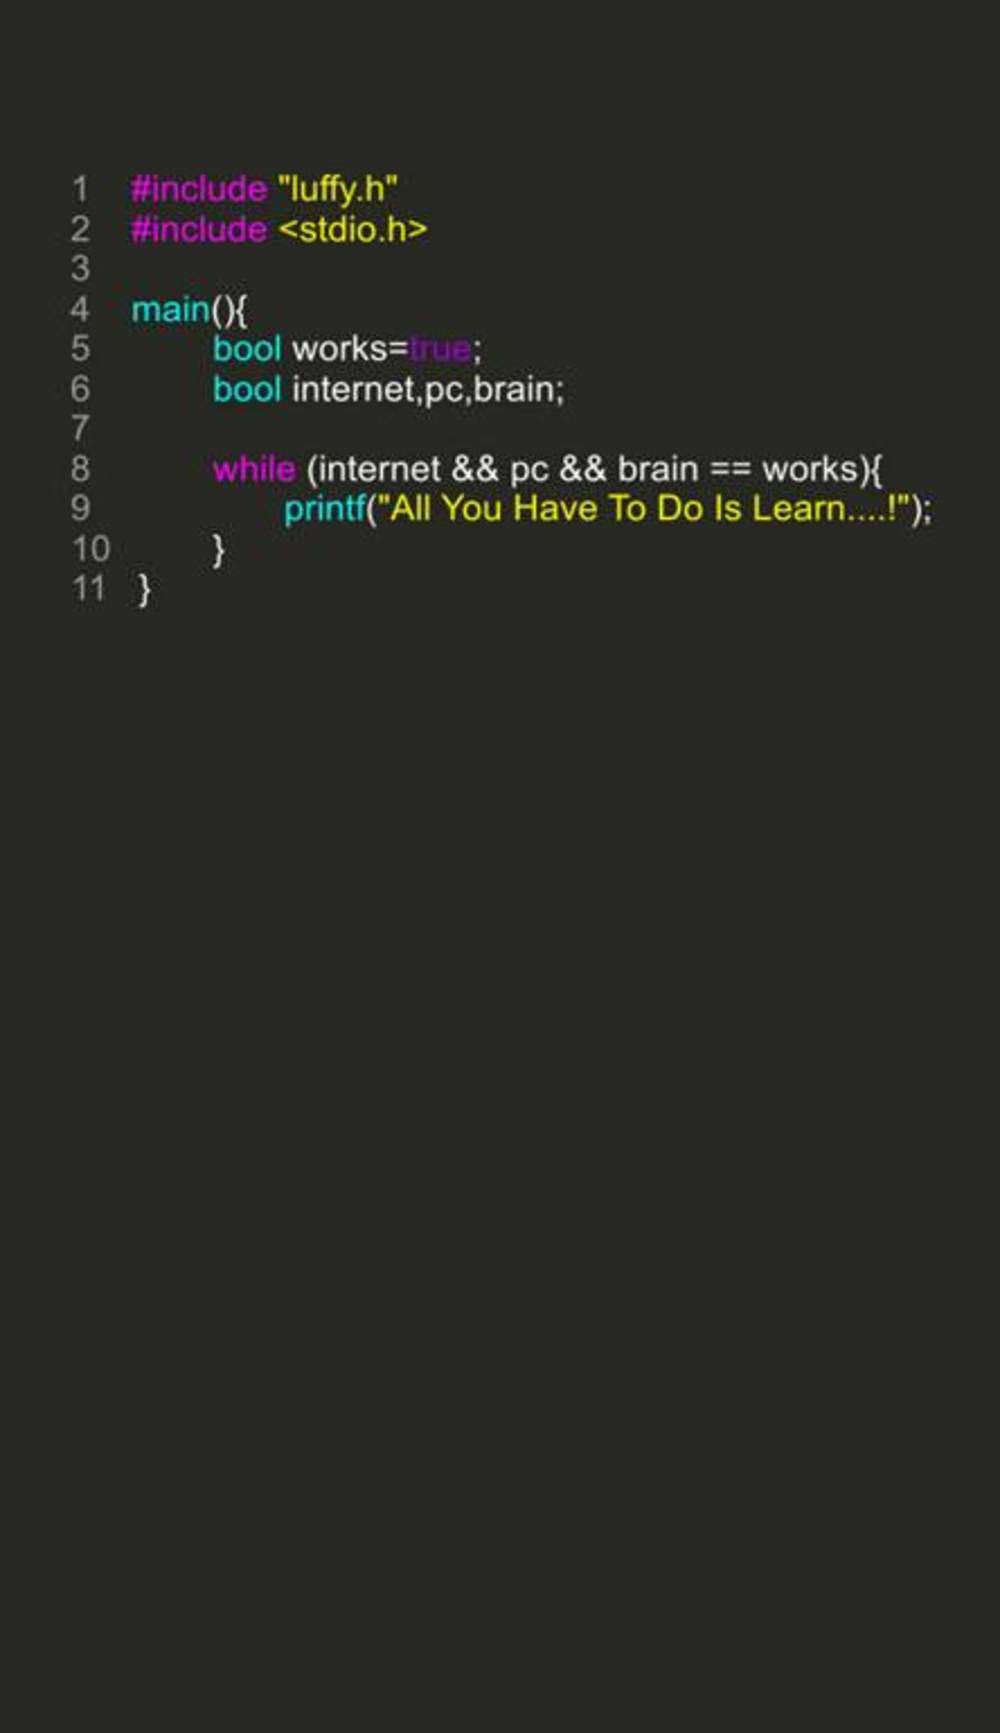 1 #include "luffy.h"
2 #include <stdio.h>
3
4 main(){
5 bool works=true;
6 bool internet,pc,brain;
7
8 while (internet && pc && brain == works){
9 printf("All You Have To Do Is Learn....!");
10 }
11 }